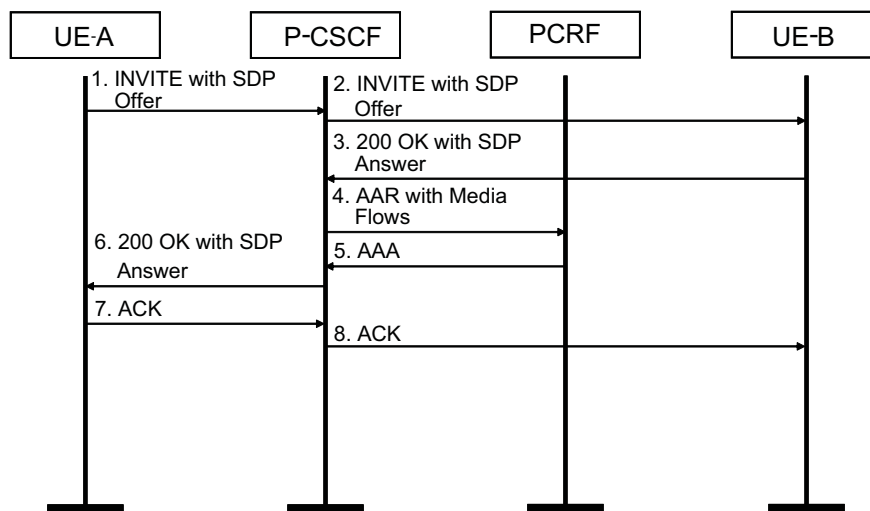 UE-A
P-CSCF
PCRF
UE-B
1. INVITE with SDP
Offer
2. INVITE with SDP
Offer
3. 200 OK with SDP
Answer
4. AAR with Media
Flows
5. AAA
6. 200 OK with SDP
Answer
7. ACK
8. ACK